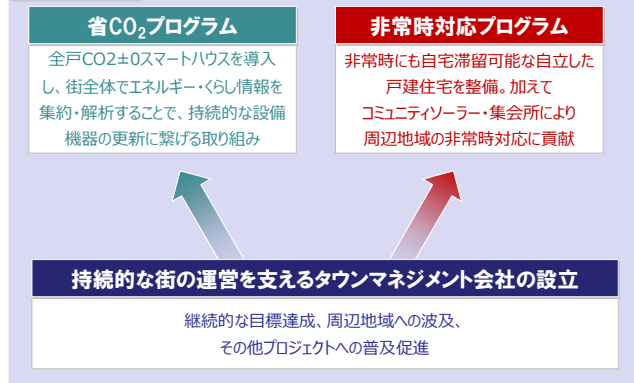 省CO₂プログラム
全戸CO2±0スマートハウスを導入
し、街全体でエネルギー・くらし情報を
集約・解析することで、持続的な設備
機器の更新に繋げる取り組み
非常時対応プログラム
非常時にも自宅滞留可能な自立した
戸建住宅を整備。加えて
コミュニティソーラー・集会所により
周辺地域の非常時対応に貢献
持続的な街の運営を支えるタウンマネジメント会社の設立
継続的な目標達成、周辺地域への波及、
その他プロジェクトへの普及促進